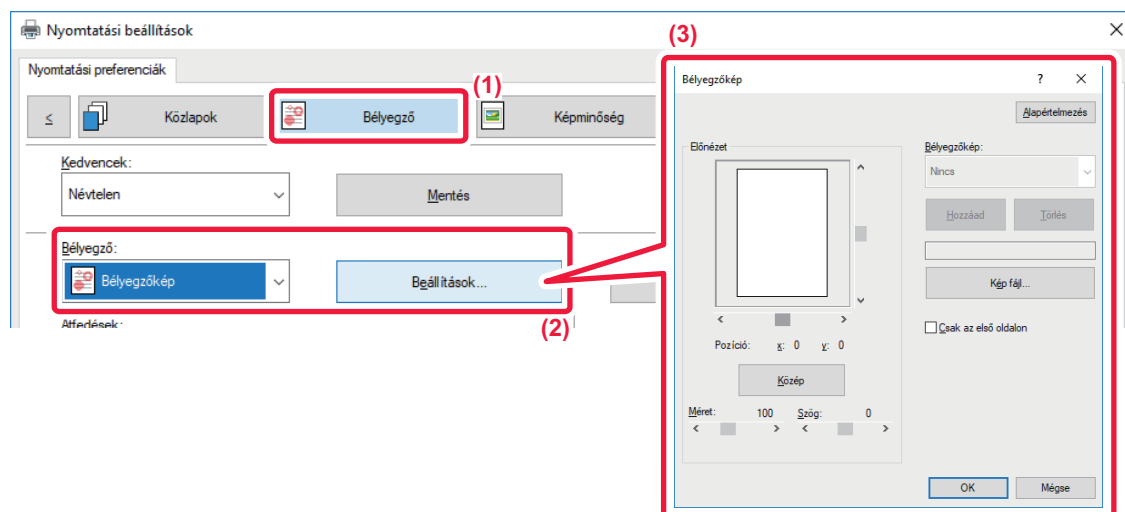 Nyomtatási beállítások
Nyomtatási preferenciák
(1)
≤ Közlapok Bélyegző Képminőség
Kedvencek:
Névtelen Mentés
Bélyegző:
Bélyegzőkép Beállítások...
(2)
Átfedések:
(3)
Bélyegzőkép ? ×
Alapértelmezés
Előnézet
Bélyegzőkép:
Nincs
Hozzáad Törlés
Kép fájl...
Csak az első oldalon
Pozíció: x: 0 y: 0
Közép
Méret: 100 Szög: 0
OK Mégse